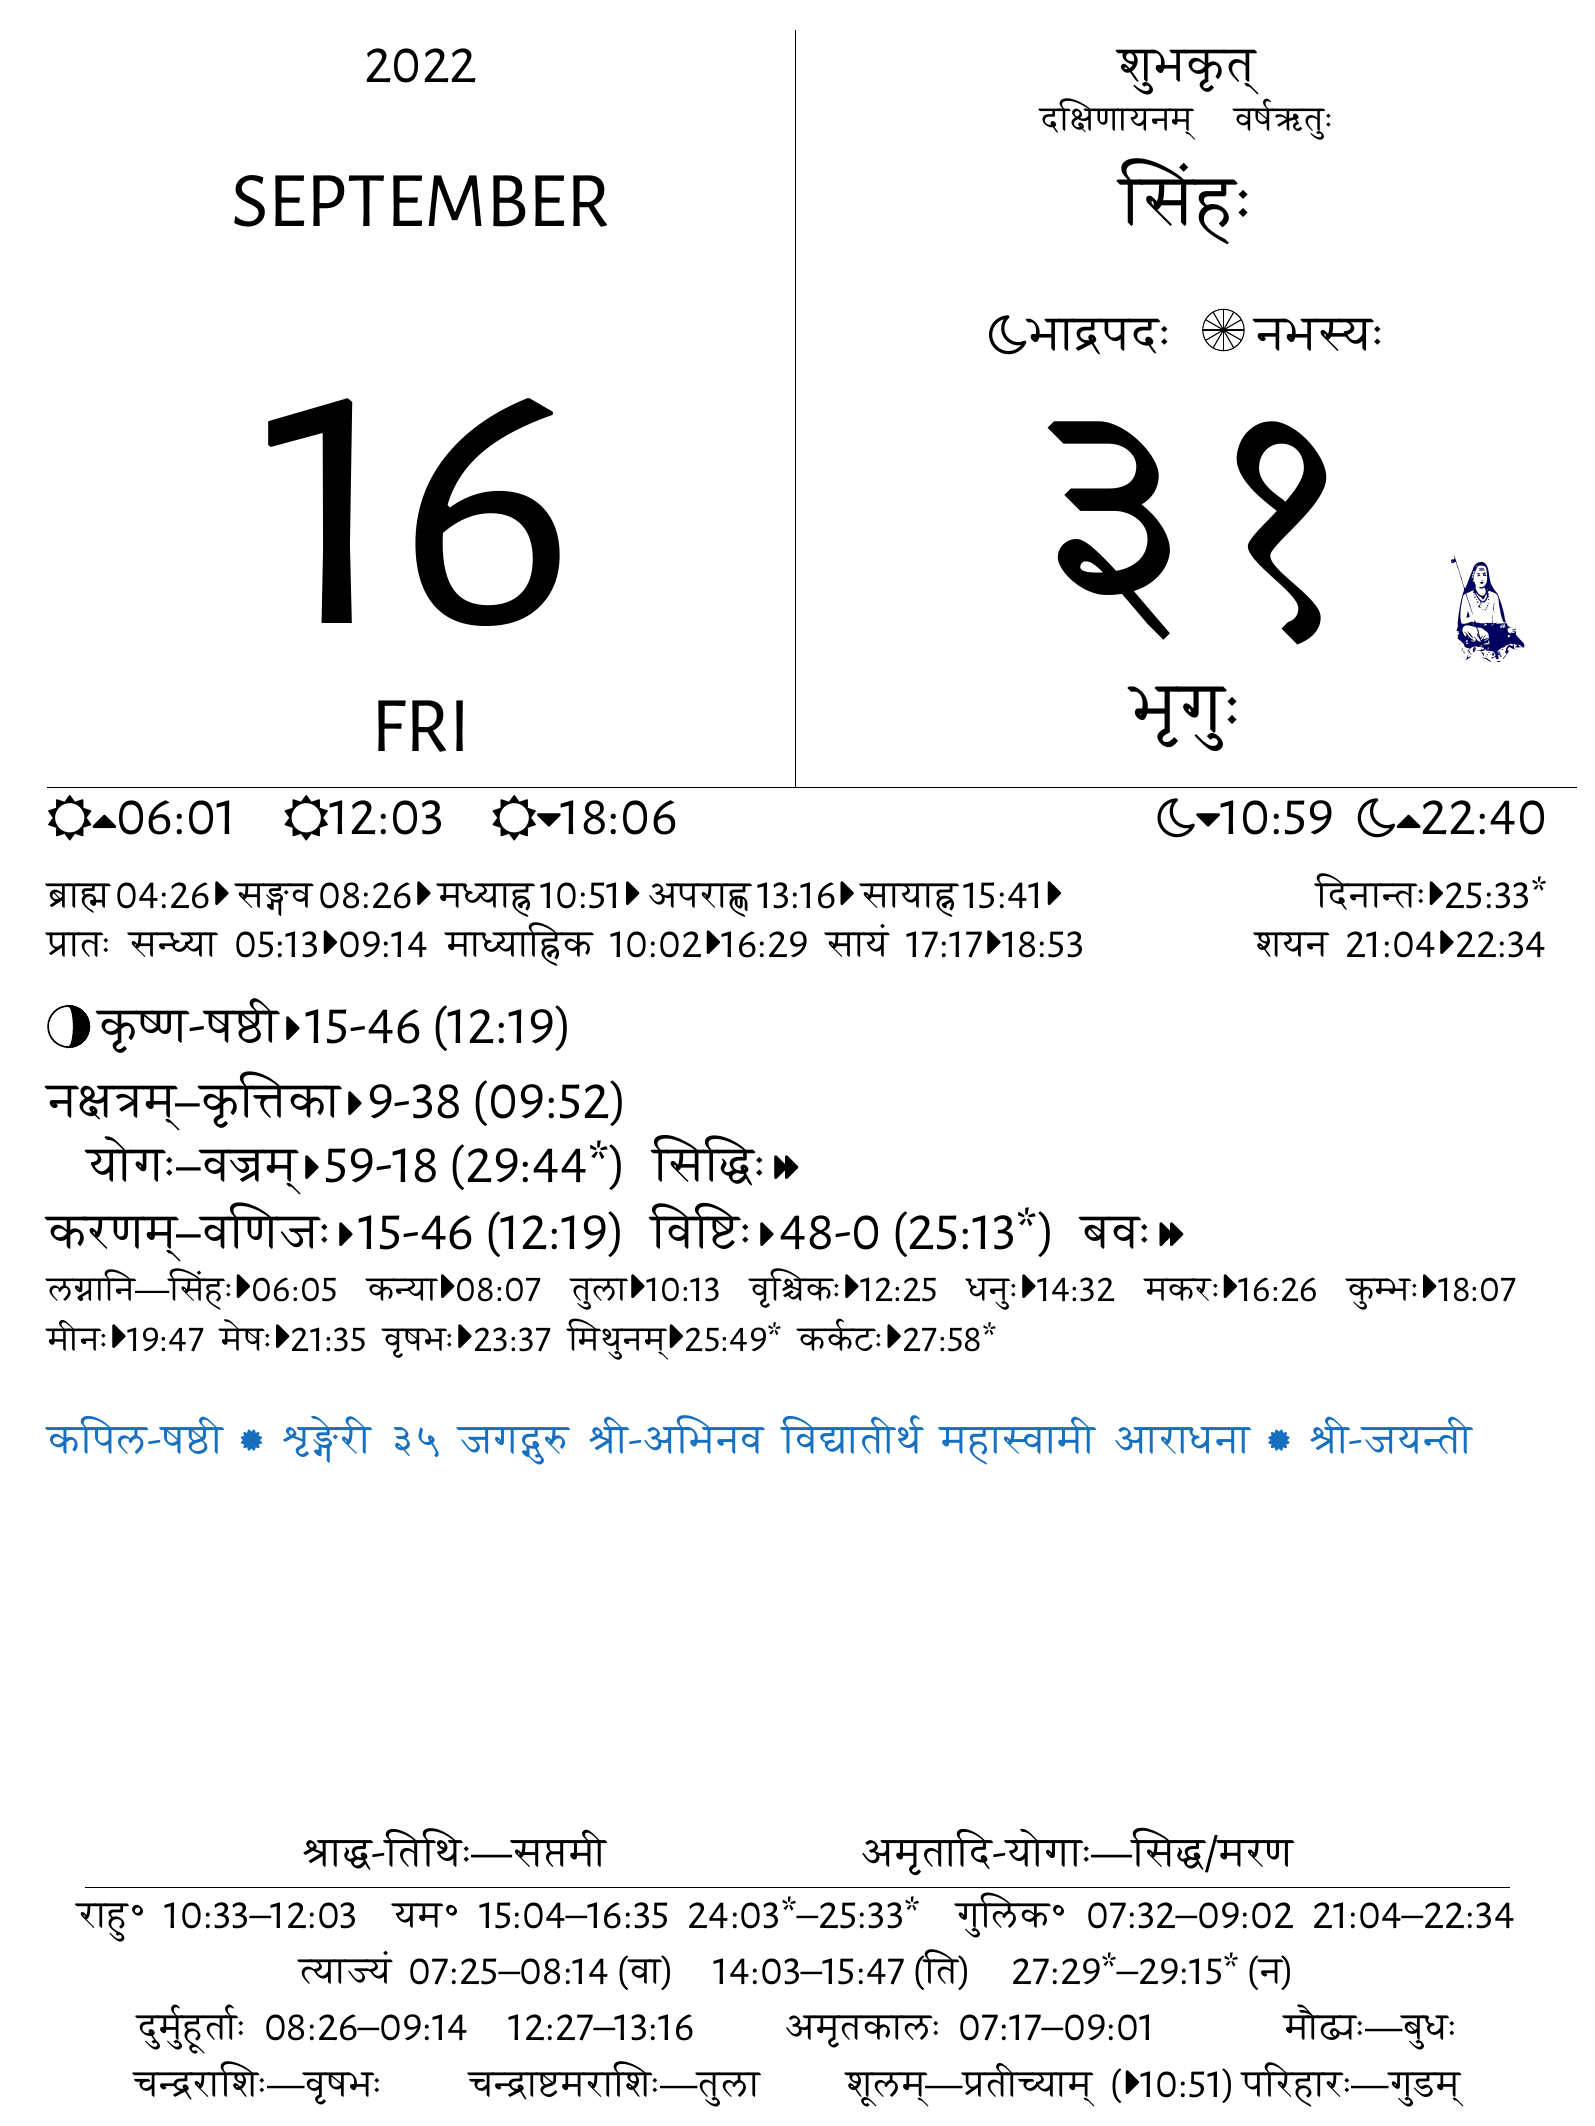 2022
SEPTEMBER
16
FRI
शुभकृत्
दक्षिणायनम् वर्षऋतुः
सिंहः
भाद्रपदः नभस्यः
३१
भृगुः
06:01 12:03 18:06 10:59 22:40
ब्राह्म 04:26 सङ्गव 08:26 मध्याह्न 10:51 अपराह्ण 13:16 सायाह्न 15:41 दिनान्तः 25:33*
प्रातः सन्ध्या 05:13 09:14 माध्याह्निक 10:02 16:29 सायं 17:17 18:53 शयन 21:04 22:34
कृष्ण-षष्ठी 15-46 (12:19)
नक्षत्रम्–कृत्तिका 9-38 (09:52)
योगः–वज्रम् 59-18 (29:44*) सिद्धिः
करणम्–वणिजः 15-46 (12:19) विष्टिः 48-0 (25:13*) बवः
लग्नानि—सिंहः 06:05 कन्या 08:07 तुला 10:13 वृश्चिकः 12:25 धनुः 14:32 मकरः 16:26 कुम्भः 18:07
मीनः 19:47 मेषः 21:35 वृषभः 23:37 मिथुनम् 25:49* कर्कटः 27:58*
कपिल-षष्ठी ✹ शृङ्गेरी ३५ जगद्गुरु श्री-अभिनव विद्यातीर्थ महास्वामी आराधना ✹ श्री-जयन्ती
श्राद्ध-तिथिः—सप्तमी अमृतादि-योगाः—सिद्ध/मरण
राहु॰ 10:33–12:03 यम॰ 15:04–16:35 24:03*–25:33* गुलिक॰ 07:32–09:02 21:04–22:34
त्याज्यं 07:25–08:14 (वा) 14:03–15:47 (ति) 27:29*–29:15* (न)
दुर्मुहूर्ताः 08:26–09:14 12:27–13:16 अमृतकालः 07:17–09:01 मौढ्यः—बुधः
चन्द्रराशिः—वृषभः चन्द्राष्टमराशिः—तुला शूलम्—प्रतीच्याम् (10:51) परिहारः—गुडम्